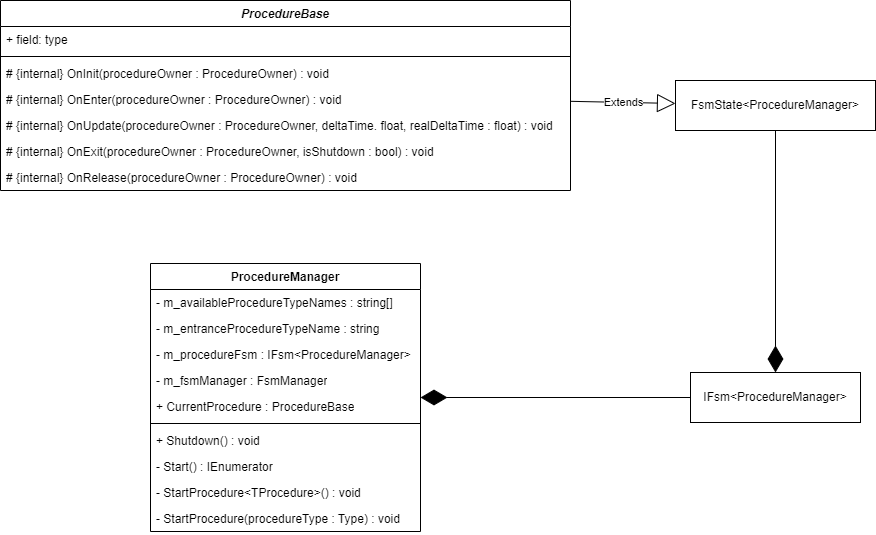 ProcedureBase
+ field: type
# {internal} OnInit(procedureOwner : ProcedureOwner) : void
# {internal} OnEnter(procedureOwner : ProcedureOwner) : void
# {internal} OnUpdate(procedureOwner : ProcedureOwner, deltaTime. float, realDeltaTime : float) : void
# {internal} OnExit(procedureOwner : ProcedureOwner, isShutdown : bool) : void
# {internal} OnRelease(procedureOwner : ProcedureOwner) : void
Extends
FsmState<ProcedureManager>
ProcedureManager
- m_availableProcedureTypeNames : string[]
- m_entranceProcedureTypeName : string
- m_procedureFsm : IFsm<ProcedureManager>
- m_fsmManager : FsmManager
+ CurrentProcedure : ProcedureBase
+ Shutdown() : void
- Start() : IEnumerator
- StartProcedure<TProcedure>() : void
- StartProcedure(procedureType : Type) : void
IFsm<ProcedureManager>